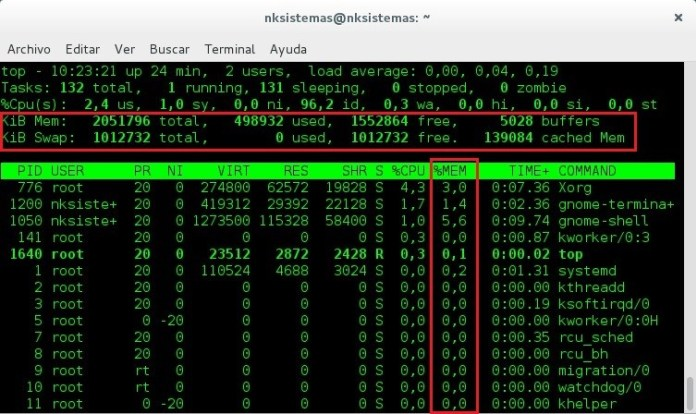 nksistemas@nksistemas: ~
Archivo Editar Ver Buscar Terminal Ayuda
top - 10:23:21 up 24 min, 2 users, load average: 0,00, 0,04, 0,19
Tasks: 132 total, 1 running, 131 sleeping, 0 stopped, 0 zombie
%Cpu(s): 2,4 us, 1,0 sy, 0,0 ni, 96,2 id, 0,3 wa, 0,0 hi, 0,0 si, 0,0 st
KiB Mem: 2051796 total, 498932 used, 1552864 free, 5028 buffers
KiB Swap: 1012732 total, 0 used, 1012732 free. 139084 cached Mem
PID USER PR NI VIRT RES SHR S %CPU %MEM TIME+ COMMAND
776 root 20 0 274800 62572 19828 S 4,3 3,0 0:07.36 Xorg
1200 nksiste+ 20 0 419312 29392 22128 S 1,7 1,4 0:02.36 gnome-termina+
1050 nksiste+ 20 0 1273500 115328 58400 S 1,0 5,6 0:09.74 gnome-shell
141 root 20 0 0 0 0 S 0,3 0,0 0:00.87 kworker/0:3
1640 root 20 0 23512 2872 2428 R 0,3 0,1 0:00.02 top
1 root 20 0 110524 4688 3024 S 0,0 0,2 0:01.31 systemd
2 root 20 0 0 0 0 S 0,0 0,0 0:00.00 kthreadd
3 root 20 0 0 0 0 S 0,0 0,0 0:00.19 ksoftirqd/0
5 root 0 -20 0 0 0 S 0,0 0,0 0:00.00 kworker/0:0H
7 root 20 0 0 0 0 S 0,0 0,0 0:00.35 rcu_sched
8 root 20 0 0 0 0 S 0,0 0,0 0:00.00 rcu_bh
9 root rt 0 0 0 0 S 0,0 0,0 0:00.00 migration/0
10 root rt 0 0 0 0 S 0,0 0,0 0:00.00 watchdog/0
11 root 0 -20 0 0 0 S 0,0 0,0 0:00.00 khelper